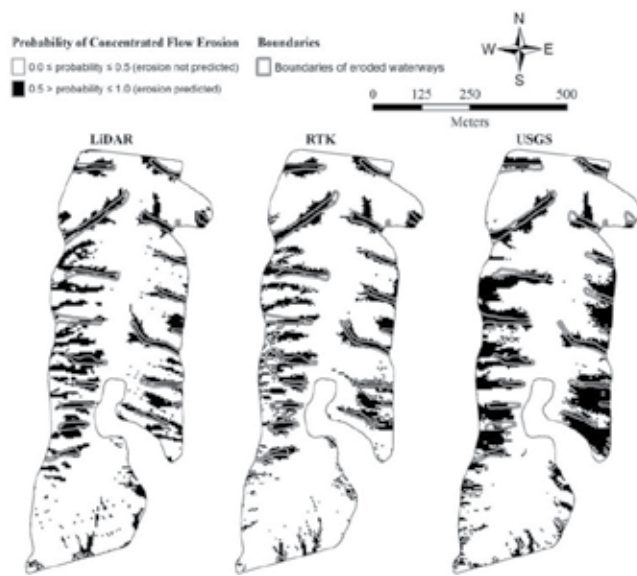 Probability of Concentrated Flow Erosion
0.0 ≤ probability ≤ 0.5 (erosion not predicted)
0.5 > probability ≤ 1.0 (erosion predicted)
Boundaries
Boundaries of eroded waterways
N
W E
S
0 125 250 500
Meters
LiDAR RTK USGS